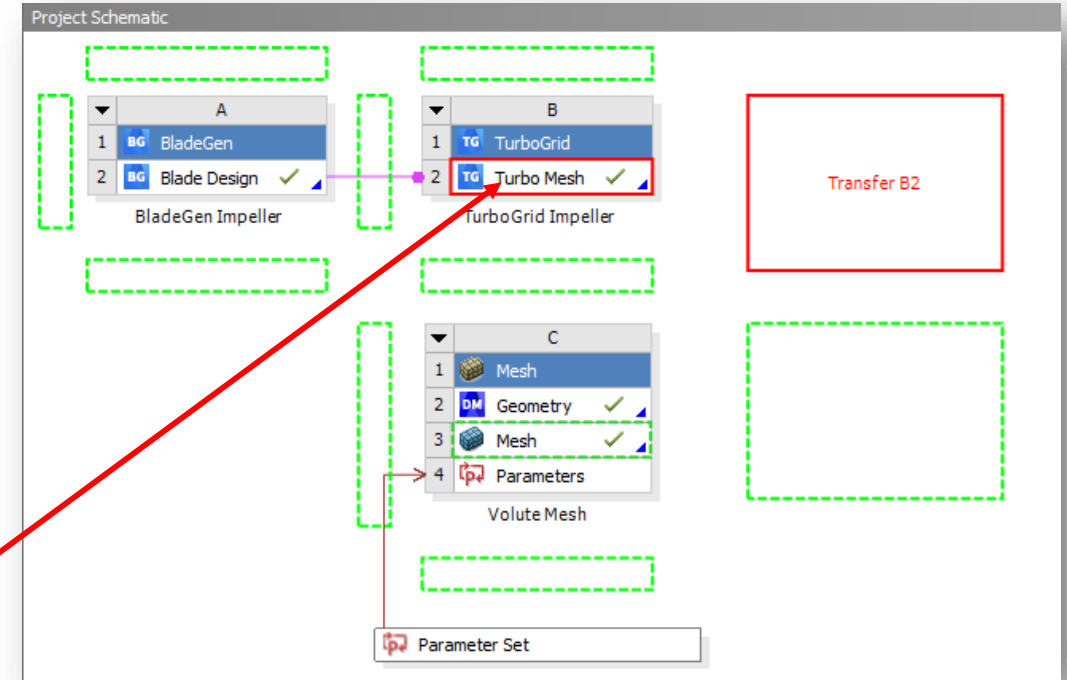 Project Schematic
A
1 BG BladeGen
2 BG Blade Design
BladeGen Impeller
B
1 TG TurboGrid
2 TG Turbo Mesh
TurboGrid Impeller
Transfer B2
C
1 Mesh
2 DM Geometry
3 Mesh
4 Parameters
Volute Mesh
Parameter Set